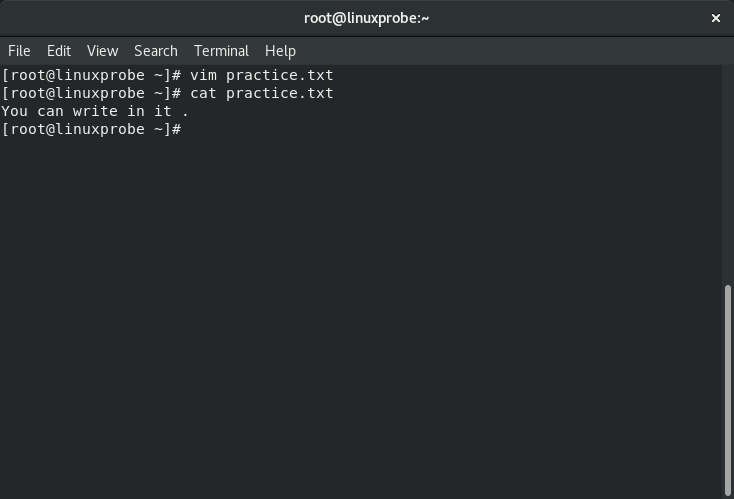 root@linuxprobe:~ ×
File Edit View Search Terminal Help
[root@linuxprobe ~]# vim practice.txt
[root@linuxprobe ~]# cat practice.txt
You can write in it .
[root@linuxprobe ~]#